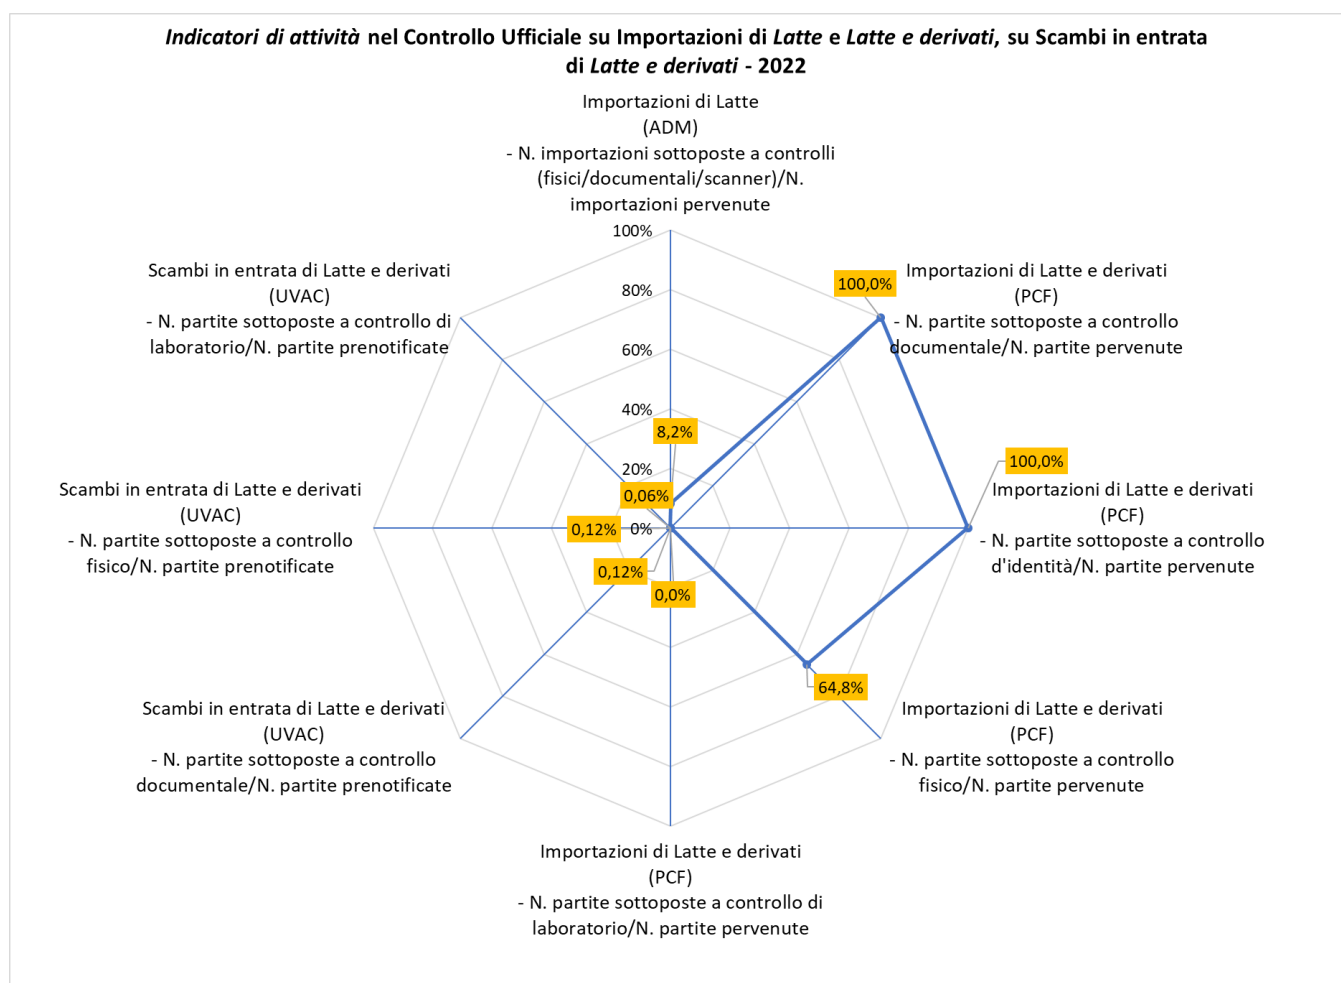 Indicatori di attività nel Controllo Ufficiale su Importazioni di Latte e Latte e derivati, su Scambi in entrata
di Latte e derivati - 2022
Importazioni di Latte
(ADM)
- N. importazioni sottoposte a controlli
(fisici/documentali/scanner)/N.
importazioni pervenute
100%
80%
60%
40%
20%
0%
8,2%
100,0%
Importazioni di Latte e derivati
(PCF)
- N. partite sottoposte a controllo
documentale/N. partite pervenute
100,0%
Importazioni di Latte e derivati
(PCF)
- N. partite sottoposte a controllo
d'identità/N. partite pervenute
64,8%
Importazioni di Latte e derivati
(PCF)
- N. partite sottoposte a controllo
fisico/N. partite pervenute
0,0%
Importazioni di Latte e derivati
(PCF)
- N. partite sottoposte a controllo di
laboratorio/N. partite pervenute
0,12%
Scambi in entrata di Latte e derivati
(UVAC)
- N. partite sottoposte a controllo
documentale/N. partite prenotificate
0,12%
Scambi in entrata di Latte e derivati
(UVAC)
- N. partite sottoposte a controllo
fisico/N. partite prenotificate
0,06%
Scambi in entrata di Latte e derivati
(UVAC)
- N. partite sottoposte a controllo di
laboratorio/N. partite prenotificate